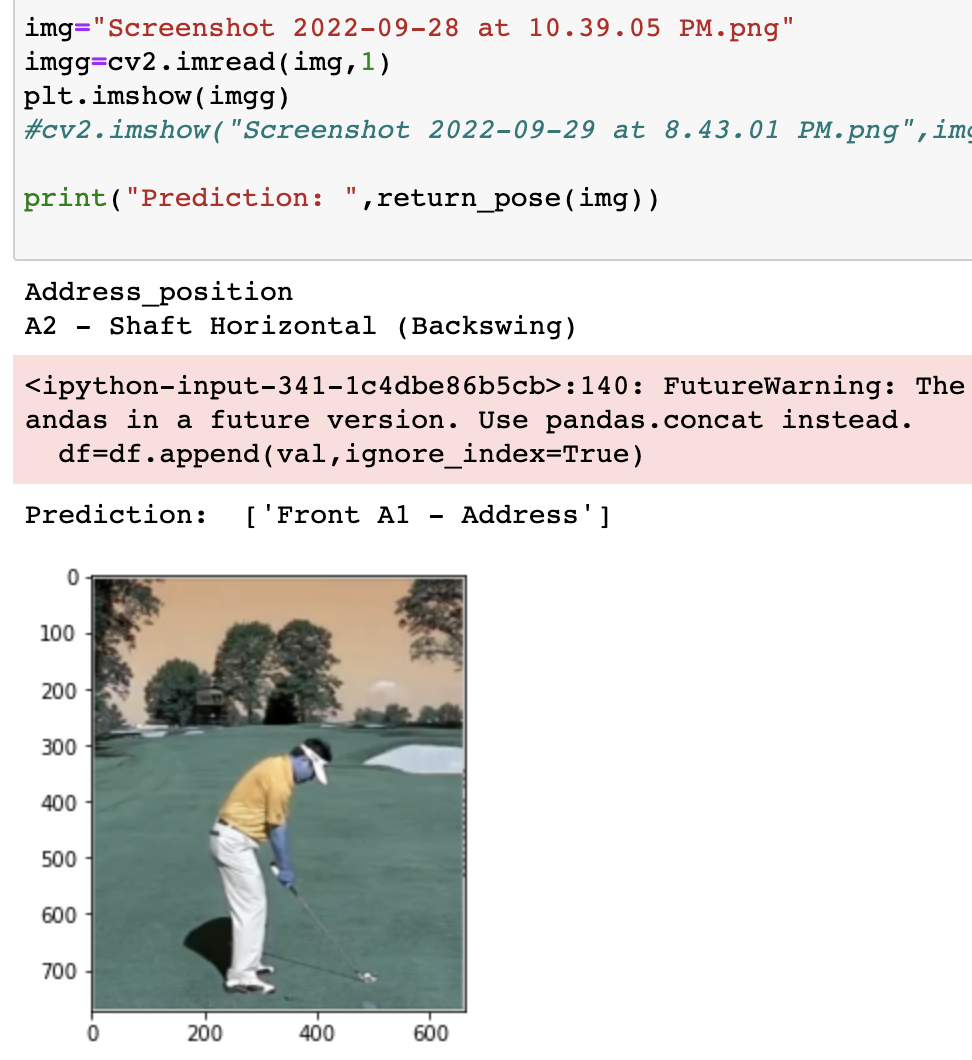 img="Screenshot 2022-09-28 at 10.39.05 PM.png"
imgg=cv2.imread(img,1)
plt.imshow(imgg)
#cv2.imshow("Screenshot 2022-09-29 at 8.43.01 PM.png",img
print("Prediction: ",return_pose(img))
Address_position
A2 - Shaft Horizontal (Backswing)
<ipython-input-341-1c4dbe86b5cb>:140: FutureWarning: The
andas in a future version. Use pandas.concat instead.
df=df.append(val,ignore_index=True)
Prediction:  ['Front A1 - Address']
0
100
200
300
400
500
600
700
0 200 400 600